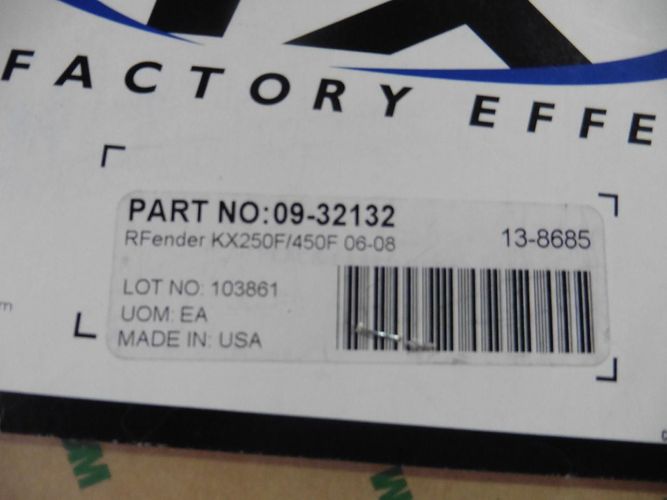 FACTORY EFFE
PART NO:09-32132
RFender KX250F/450F 06-08
13-8685
LOT NO: 103861
UOM: EA
MADE IN: USA
m
3M